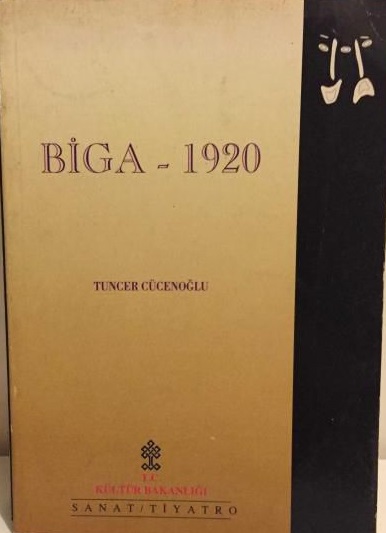 BİGA - 1920
TUNCER CÜCENOĞLU
T.C
KÜLTÜR BAKANLIĞI
SANAT/TİYATRO